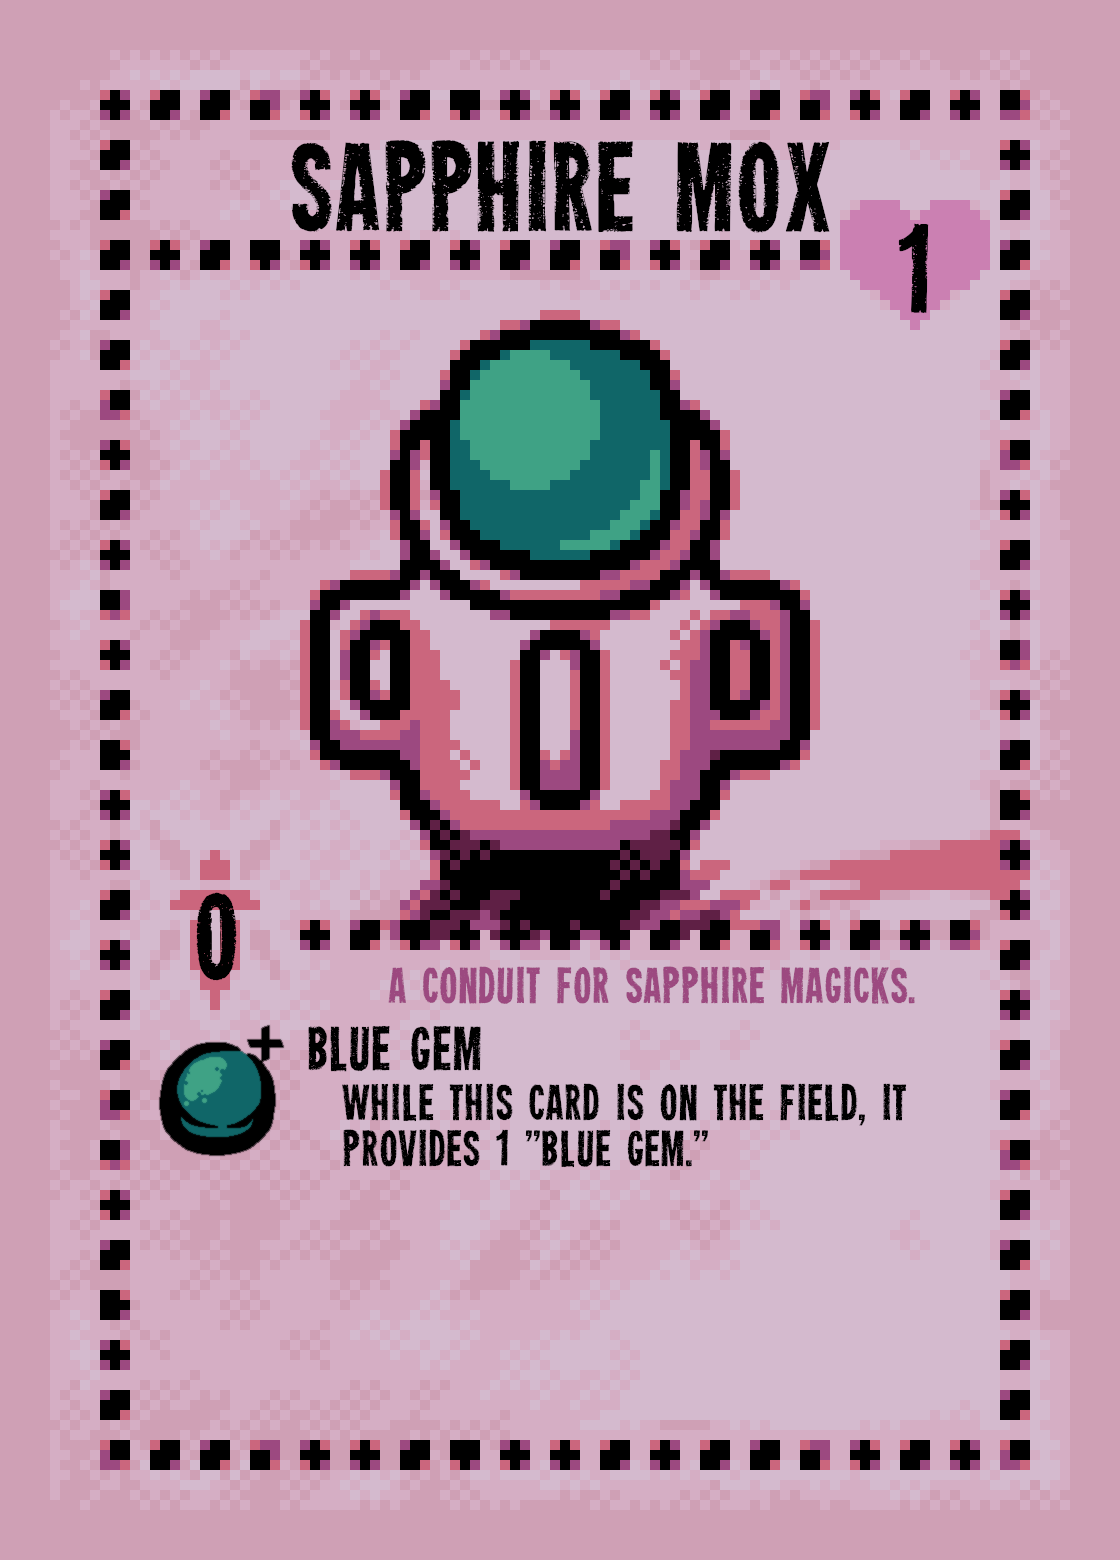 SAPPHIRE MOX
1
0
A CONDUIT FOR SAPPHIRE MAGICKS.
BLUE GEM
WHILE THIS CARD IS ON THE FIELD, IT
PROVIDES 1 ”BLUE GEM.”